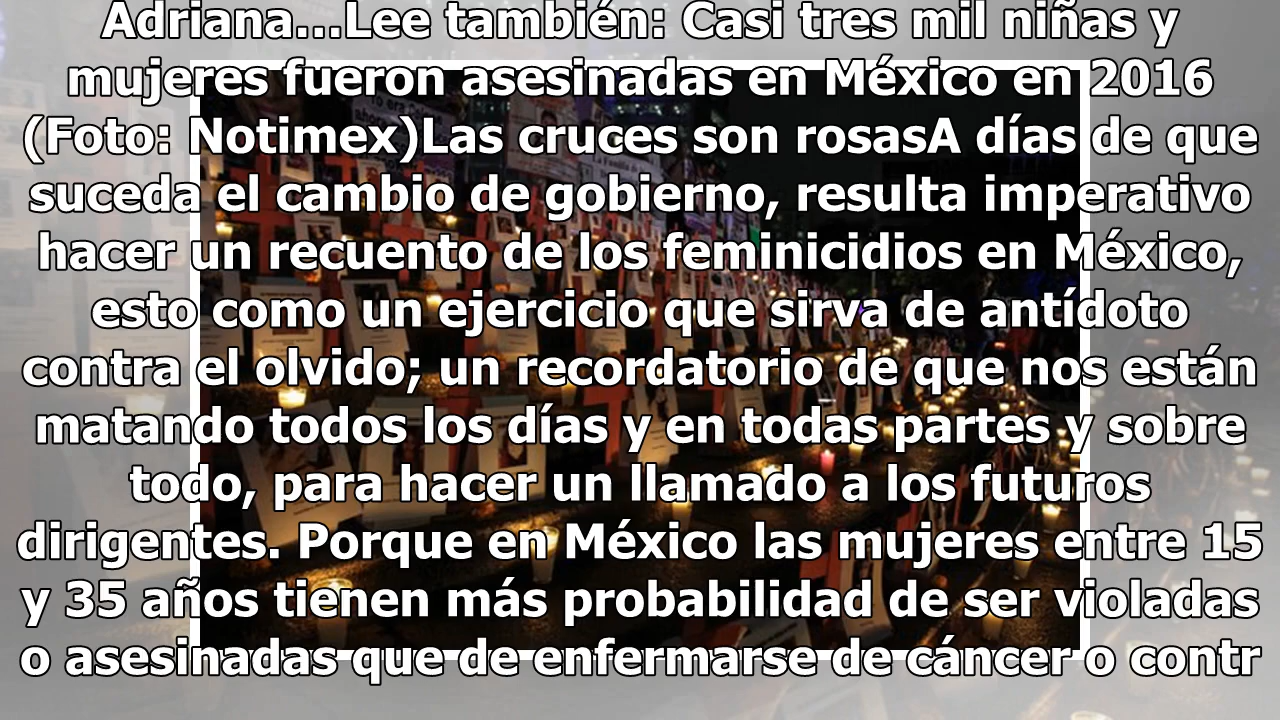 Adriana...Lee también: Casi tres mil niñas y
mujeres fueron asesinadas en México en 2016
(Foto: Notimex)Las cruces son rosasA días de que
suceda el cambio de gobierno, resulta imperativo
hacer un recuento de los feminicidios en México,
esto como un ejercicio que sirva de antídoto
contra el olvido; un recordatorio de que nos están
matando todos los días y en todas partes y sobre
todo, para hacer un llamado a los futuros
dirigentes. Porque en México las mujeres entre 15
y 35 años tienen más probabilidad de ser violadas
o asesinadas que de enfermarse de cáncer o contr